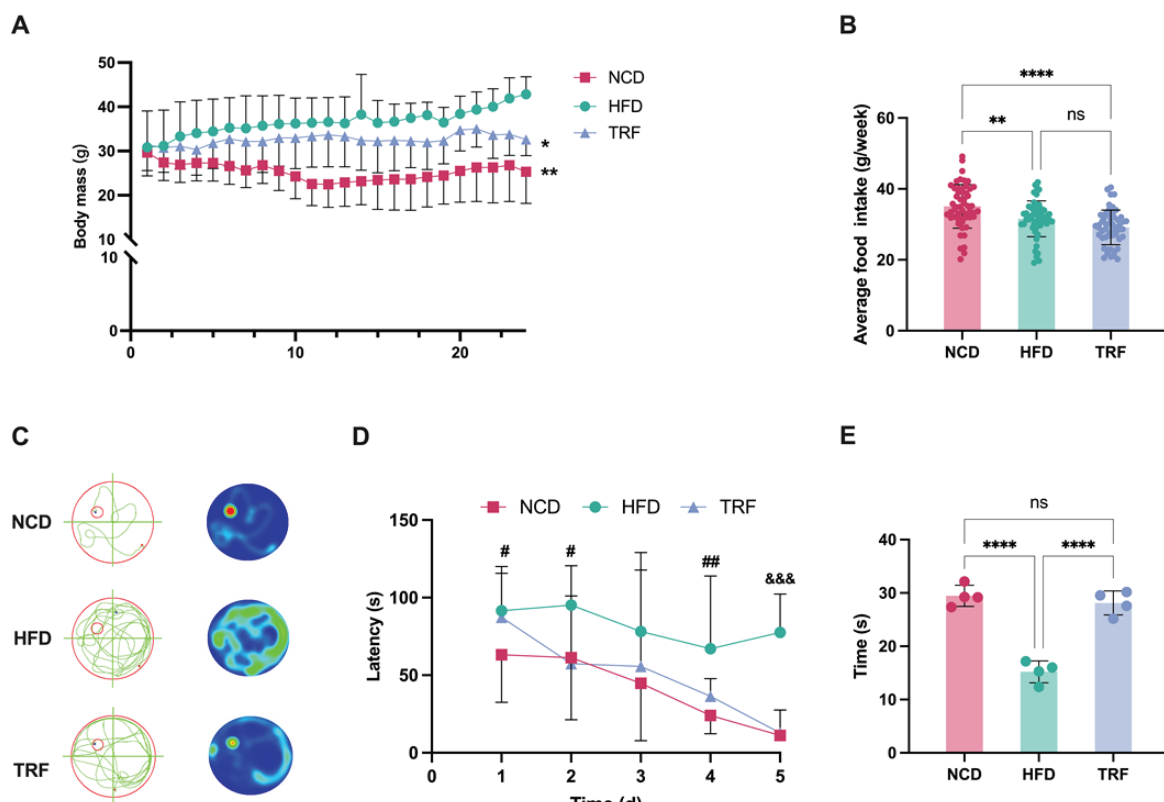 A
Body mass (g)
50
40
30
20
10
10
0
0
10
20
NCD
HFD
TRF
*
**
B
Average food intake (g/week)
60
40
20
0
****
**
ns
NCD
HFD
TRF
C
NCD
HFD
TRF
D
NCD
HFD
TRF
Latency (s)
150
100
50
0
#
#
##
&&&
0
1
2
3
4
5
Time (d)
E
Time (s)
40
30
20
10
0
ns
****
****
NCD
HFD
TRF